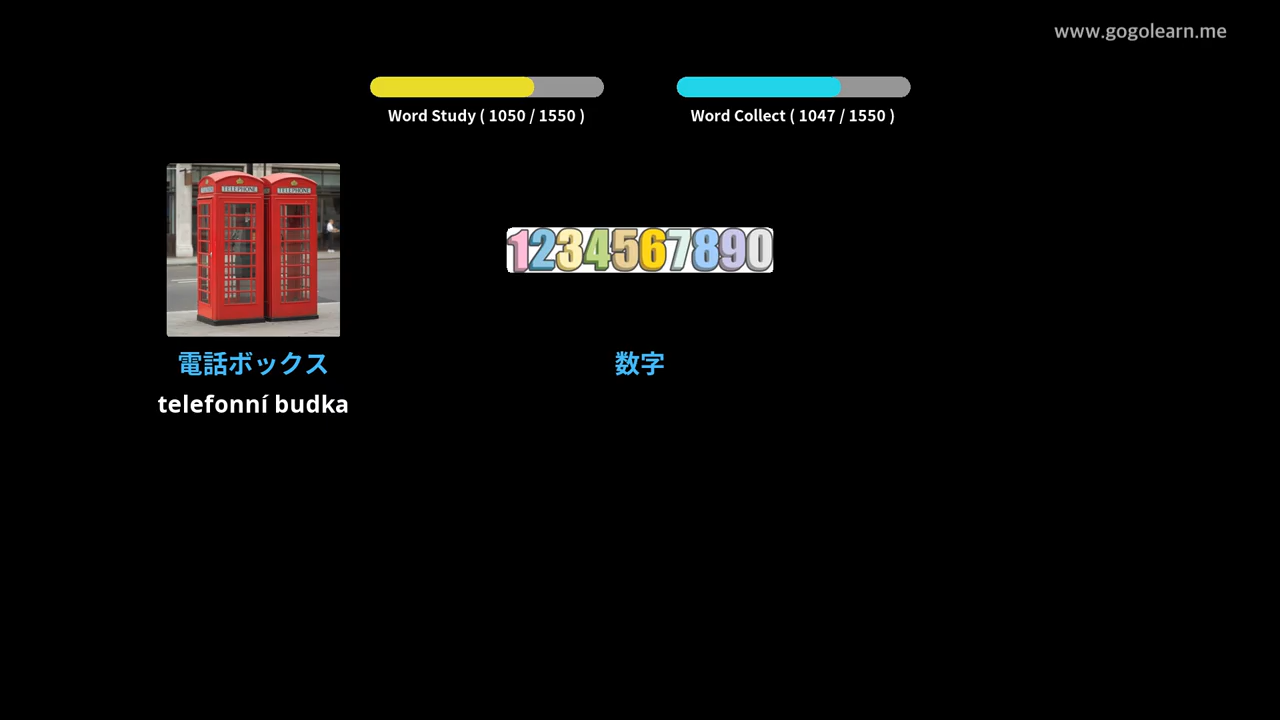 www.gogolearn.me
Word Study ( 1050 / 1550 )
Word Collect ( 1047 / 1550 )
TELEPHONE
TELEPHONE
1234567890
電話ボックス
数字
telefonní budka